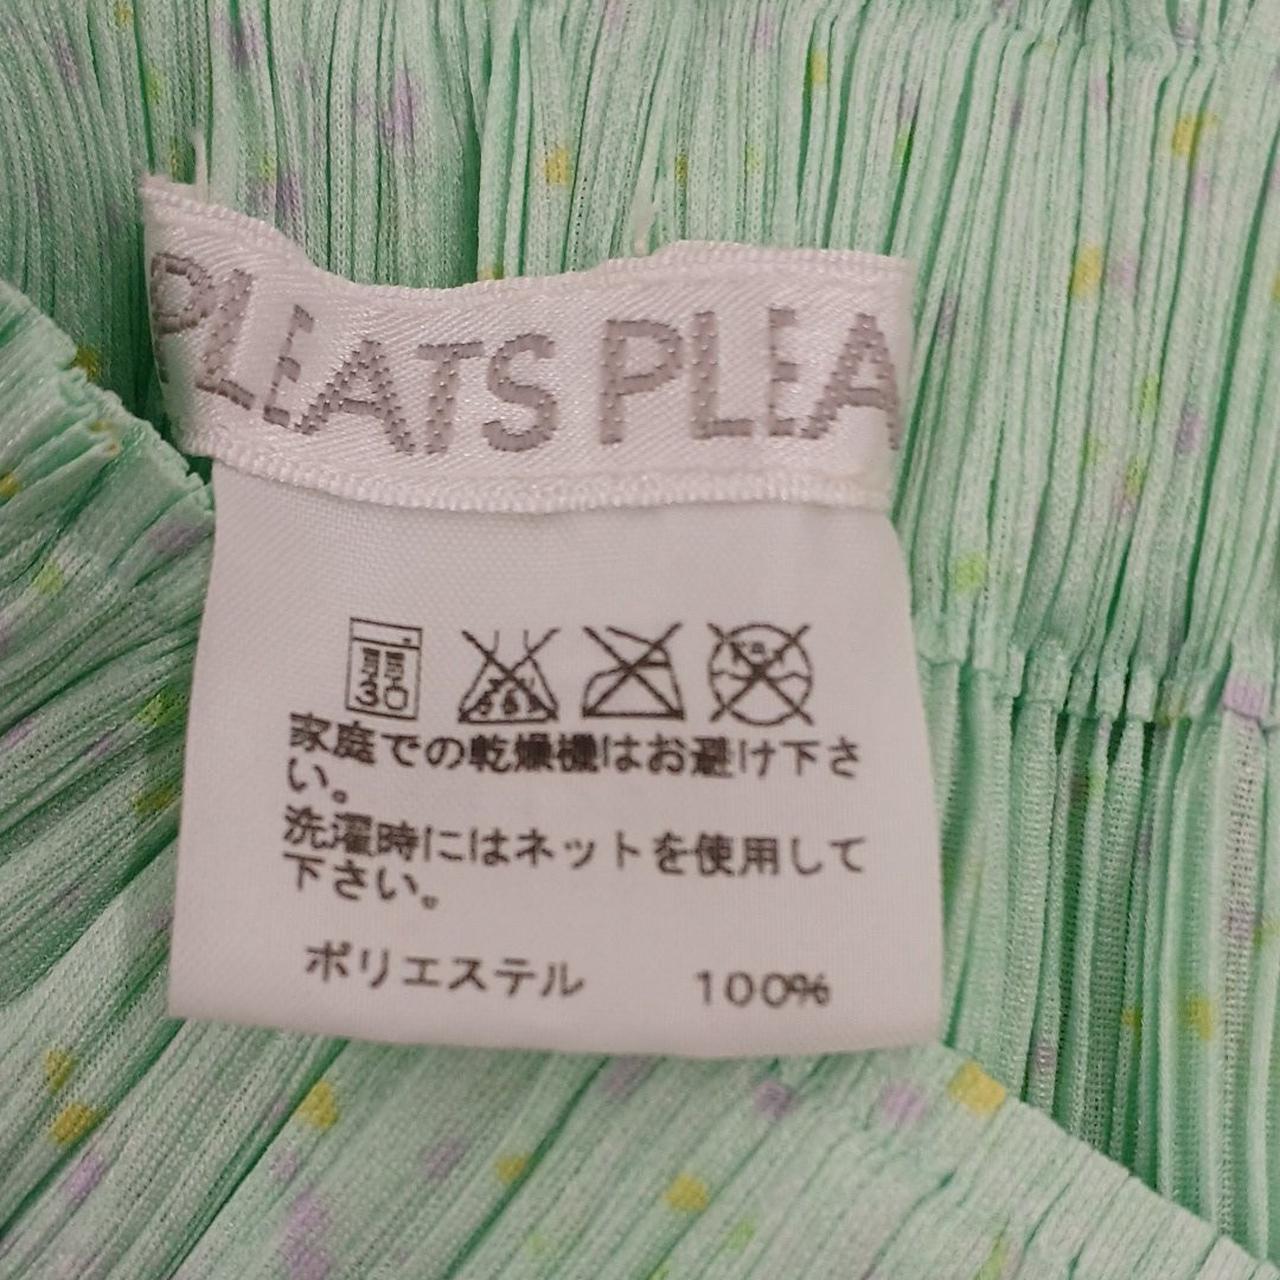 PLEATS PLEA
30
家庭での乾燥機はお避け下さ
い。
洗濯時にはネットを使用して
下さい。
ポリエステル 100%